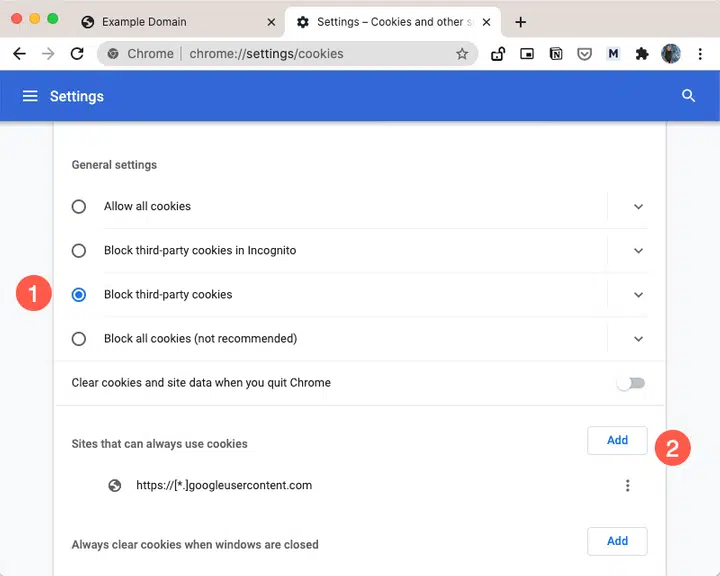 Example Domain
Settings – Cookies and other s
Chrome | chrome://settings/cookies
M
Settings
General settings
Allow all cookies
Block third-party cookies in Incognito
1
Block third-party cookies
Block all cookies (not recommended)
Clear cookies and site data when you quit Chrome
Sites that can always use cookies
Add
2
https://[*.]googleusercontent.com
Always clear cookies when windows are closed
Add